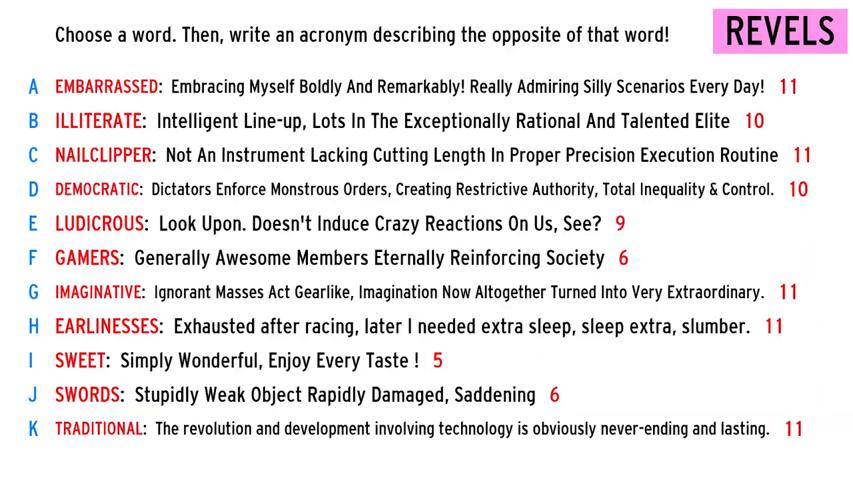 Choose a word. Then, write an acronym describing the opposite of that word!
REVELS
A EMBARRASSED: Embracing Myself Boldly And Remarkably! Really Admiring Silly Scenarios Every Day! 11
B ILLITERATE: Intelligent Line-up, Lots In The Exceptionally Rational And Talented Elite 10
C NAILCLIPPER: Not An Instrument Lacking Cutting Length In Proper Precision Execution Routine 11
D DEMOCRATIC: Dictators Enforce Monstrous Orders, Creating Restrictive Authority, Total Inequality & Control. 10
E LUDICROUS: Look Upon. Doesn't Induce Crazy Reactions On Us, See? 9
F GAMERS: Generally Awesome Members Eternally Reinforcing Society 6
G IMAGINATIVE: Ignorant Masses Act Gearlike, Imagination Now Altogether Turned Into Very Extraordinary. 11
H EARLINESSES: Exhausted after racing, later I needed extra sleep, sleep extra, slumber. 11
I SWEET: Simply Wonderful, Enjoy Every Taste ! 5
J SWORDS: Stupidly Weak Object Rapidly Damaged, Saddening 6
K TRADITIONAL: The revolution and development involving technology is obviously never-ending and lasting. 11